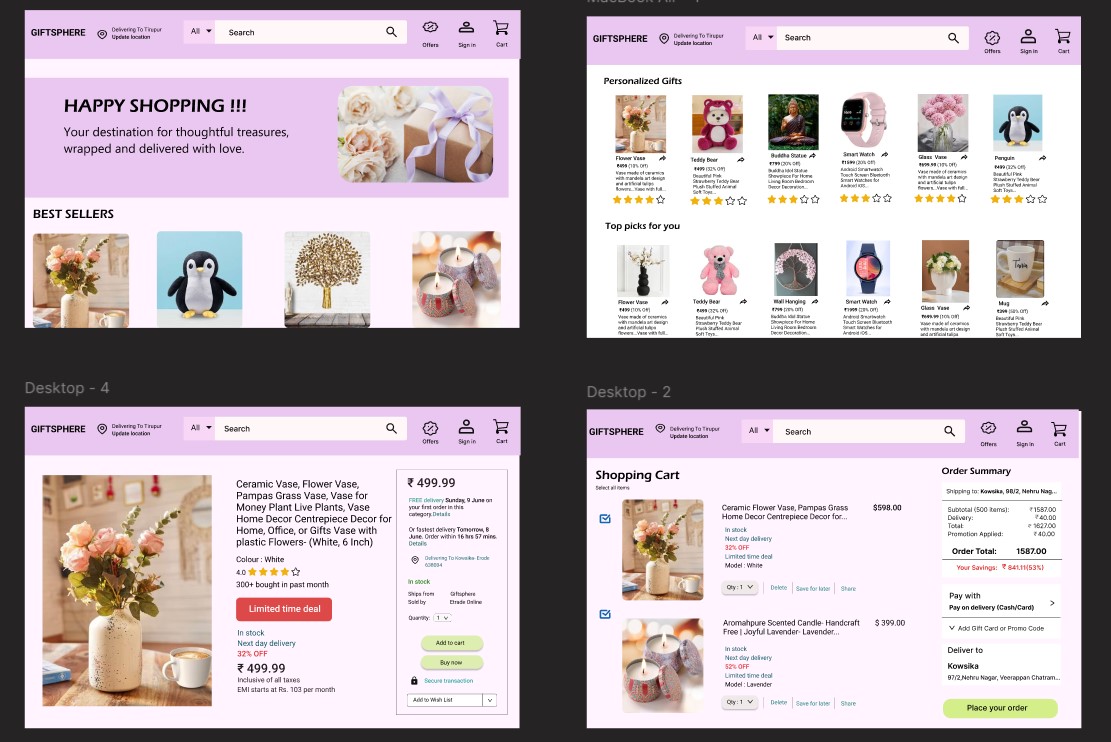 GIFTSPHERE
Delivering To Tirupur
Update location
All
Search
Offers
Sign in
Cart
HAPPY SHOPPING !!!
Your destination for thoughtful treasures,
wrapped and delivered with love.
BEST SELLERS
GIFTSPHERE
Delivering To Tirupur
Update location
All
Search
Offers
Sign in
Cart
Personalized Gifts
Flower Vase
₹499 (10% Off)
Vase made of ceramics
with mandela art design
and artificial tulips
flowers...Vase with full...
Teddy Bear
₹499 (32% Off)
Beautiful Pink
Strawberry Teddy Bear
Plush Stuffed Animal
Soft Toys...
Buddha Statue
₹799 (20% Off)
Buddha Idol Statue
Showpiece For Home
Living Room Bedroom
Decor Decoration...
Smart Watch
₹1599 (20% Off)
Android Smartwatch
Touch Screen Bluetooth
Smart Watches for
Android iOS...
Glass Vase
₹699.99 (10% Off)
Vase made of ceramics
with mandela art design
and artificial tulips
flowers...Vase with full...
Penguin
₹499 (32% Off)
Beautiful Pink
Strawberry Teddy Bear
Plush Stuffed Animal
Soft Toys...
Top picks for you
Flower Vase
₹499 (10% Off)
Vase made of ceramics
with mandela art design
and artificial tulips
flowers...Vase with full...
Teddy Bear
₹499 (32% Off)
Beautiful Pink
Strawberry Teddy Bear
Plush Stuffed Animal
Soft Toys...
Wall Hanging
₹799 (20% Off)
Buddha Idol Statue
Showpiece For Home
Living Room Bedroom
Decor Decoration...
Smart Watch
₹1999 (20% Off)
Android Smartwatch
Touch Screen Bluetooth
Smart Watches for
Android iOS...
Glass Vase
₹699.99 (10% Off)
Vase made of ceramics
with mandela art design
and artificial tulips
Mug
Beautiful Pink
Strawberry Teddy Bear
Plush Stuffed Animal
Soft Toys...
Desktop - 4
GIFTSPHERE
Delivering To Tirupur
Update location
All
Search
Offers
Sign in
Cart
Ceramic Vase, Flower Vase,
Pampas Grass Vase, Vase for
Money Plant Live Plants, Vase
Home Decor Centrepiece Decor for
Home, Office, or Gifts Vase with
plastic Flowers- (White, 6 Inch)
Colour : White
4.0
300+ bought in past month
Limited time deal
In stock
Next day delivery
32% OFF
₹ 499.99
Inclusive of all taxes
EMI starts at Rs. 103 per month
₹ 499.99
FREE delivery Sunday, 9 June on
your first order in this
category.Details
Or fastest delivery Tomorrow, 8
June. Order within 16 hrs 57 mins.
Details
Delivering To Kowsika- Erode
638004
In stock
Ships from Giftsphere
Sold by Etrade Online
Quantity: 1
Add to cart
Buy now
Secure transaction
Add to Wish List
Desktop - 2
GIFTSPHERE
Delivering To Tirupur
Update location
All
Search
Offers
Sign in
Cart
Shopping Cart
Select all items
Ceramic Flower Vase, Pampas Grass
Home Decor Centrepiece Decor for...
$598.00
In stock
Next day delivery
32% OFF
Limited time deal
Model : White
Qty : 1
Delete
Save for later
Share
Aromahpure Scented Candle- Handcraft
Free | Joyful Lavender- Lavender...
$ 399.00
In stock
Next day delivery
52% OFF
Limited time deal
Model : Lavender
Qty : 1
Delete
Save for later
Share
Order Summary
Shipping to: Kowsika, 98/2, Nehru Nag...
Subtotal (500 items): ₹1587.00
Delivery: ₹40.00
Total: ₹1627.00
Promotion Applied: ₹40.00
Order Total: 1587.00
Your Savings: ₹ 841.11(53%)
Pay with
Pay on delivery (Cash/Card)
Add Gift Card or Promo Code
Deliver to
Kowsika
97/2,Nehru Nagar, Veerappan Chatram...
Place your order